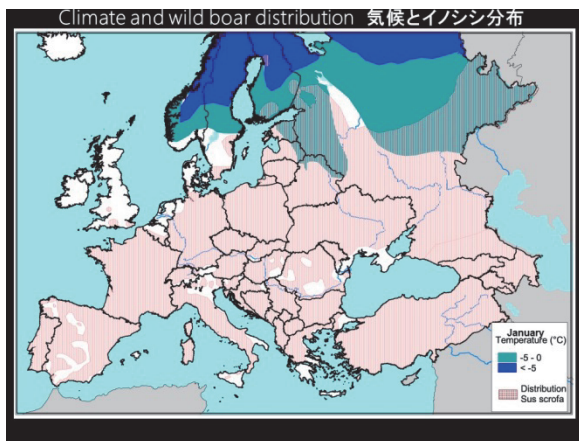 Climate and wild boar distribution 気候とイノシシ分布
January
Temperature (°C)
-5 - 0
< -5
Distribution
Sus scrofa